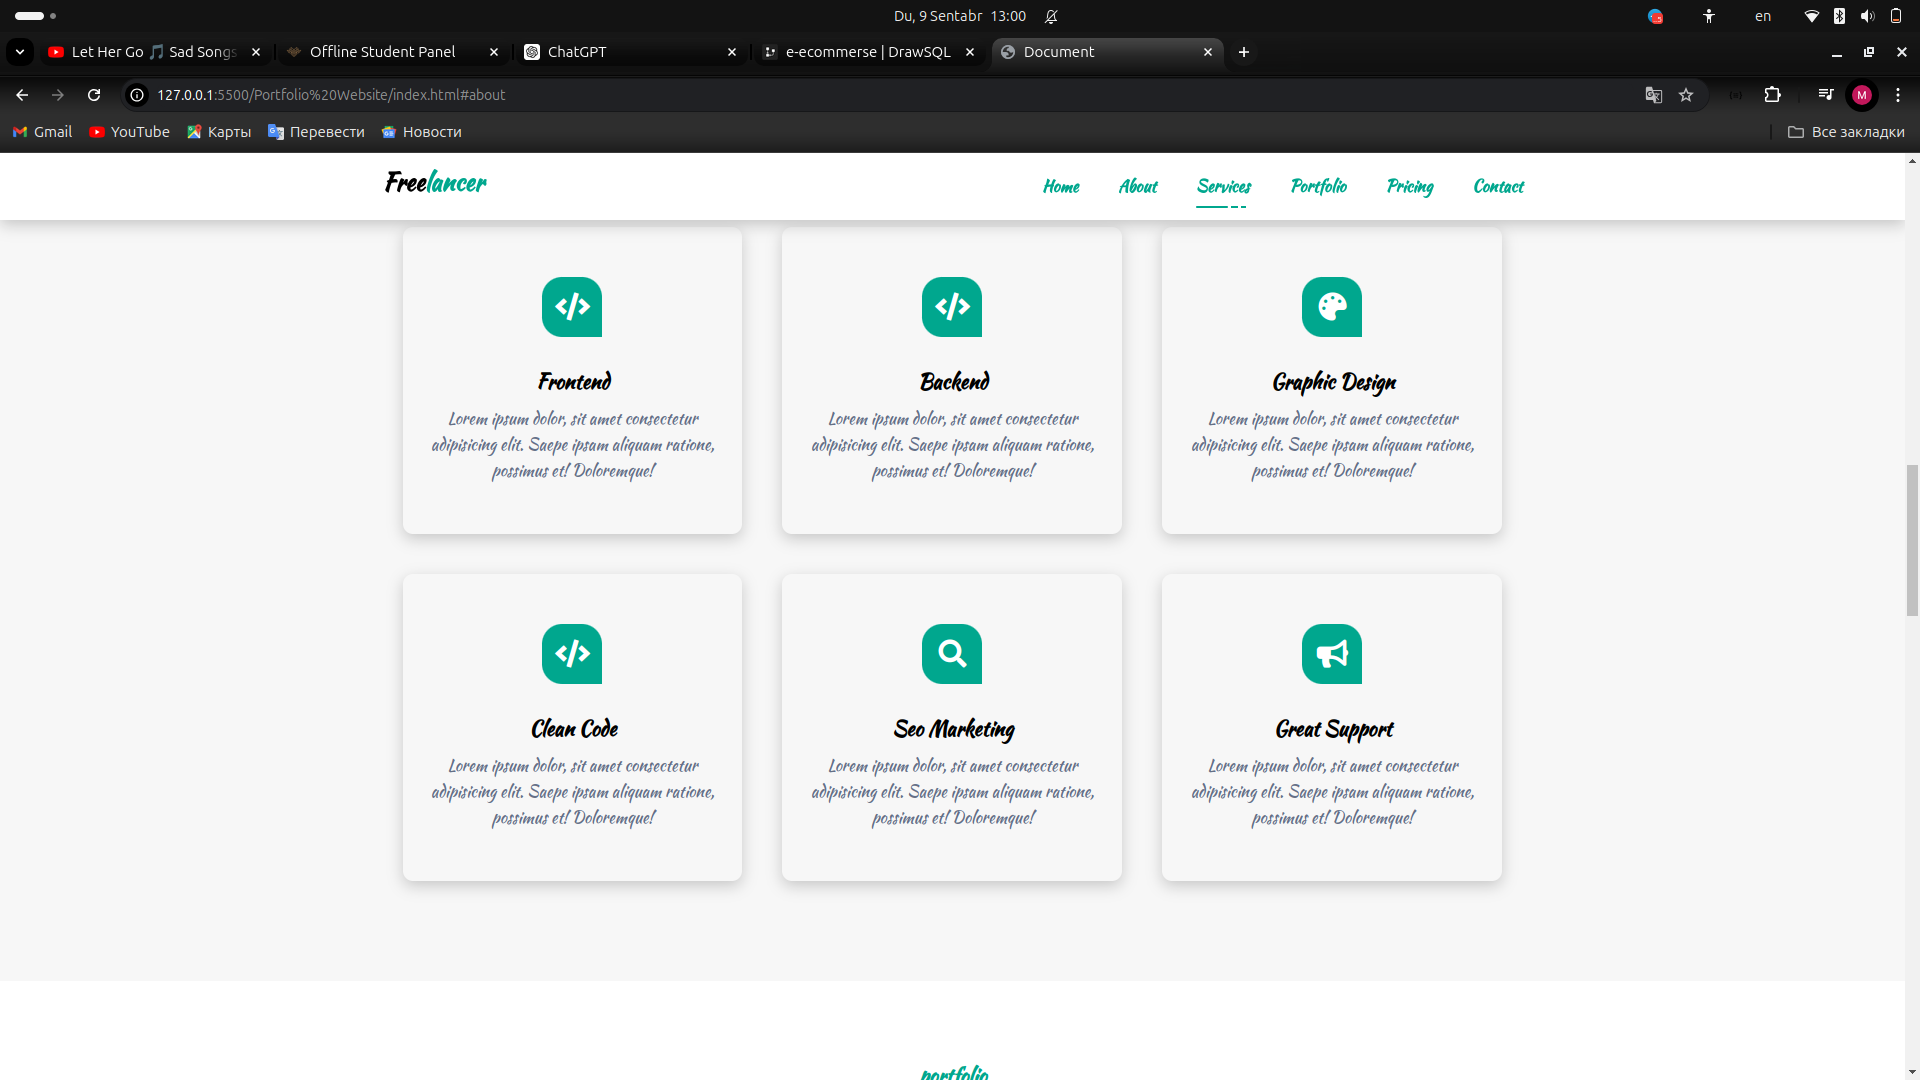 Du, 9 Sentabr 13:00
en
Let Her Go 🎵 Sad Songs
Offline Student Panel
ChatGPT
e-ecommerse | DrawSQL
Document
127.0.0.1:5500/Portfolio%20Website/index.html#about
M
Gmail
YouTube
Карты
Перевести
Новости
Все закладки
Freelancer
Home
About
Services
Portfolio
Pricing
Contact
Frontend
Lorem ipsum dolor, sit amet consectetur
adipisicing elit. Saepe ipsam aliquam ratione,
possimus et! Doloremque!
Backend
Lorem ipsum dolor, sit amet consectetur
adipisicing elit. Saepe ipsam aliquam ratione,
possimus et! Doloremque!
Graphic Design
Lorem ipsum dolor, sit amet consectetur
adipisicing elit. Saepe ipsam aliquam ratione,
possimus et! Doloremque!
Clean Code
Lorem ipsum dolor, sit amet consectetur
adipisicing elit. Saepe ipsam aliquam ratione,
possimus et! Doloremque!
Seo Marketing
Lorem ipsum dolor, sit amet consectetur
adipisicing elit. Saepe ipsam aliquam ratione,
possimus et! Doloremque!
Great Support
Lorem ipsum dolor, sit amet consectetur
adipisicing elit. Saepe ipsam aliquam ratione,
possimus et! Doloremque!
portfolio